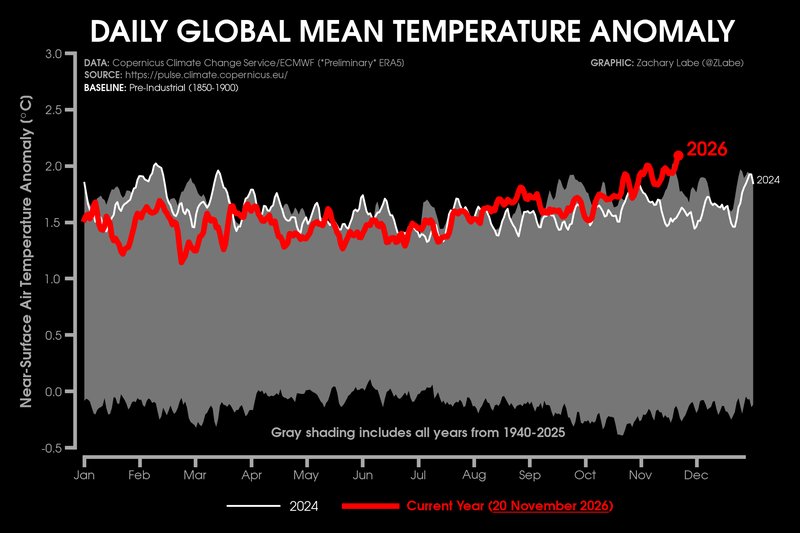 DAILY GLOBAL MEAN TEMPERATURE ANOMALY
DATA: Copernicus Climate Change Service/ECMWF (*Preliminary* ERA5)
SOURCE: https://pulse.climate.copernicus.eu/
BASELINE: Pre-Industrial (1850-1900)
GRAPHIC: Zachary Labe (@ZLabe)
Near-Surface Air Temperature Anomaly (°C)
3.0
2.5
2.0
1.5
1.0
0.5
0.0
-0.5
2026
2024
Gray shading includes all years from 1940-2025
Jan Feb Mar Apr May Jun Jul Aug Sep Oct Nov Dec
2024 Current Year (20 November 2026)